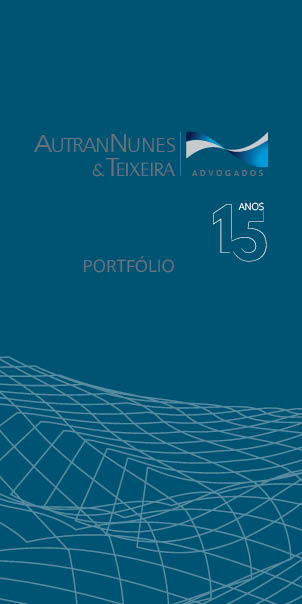 AUTRANNUNES
& TEIXEIRA
ADVOGADOS
ANOS
15
PORTFÓLIO